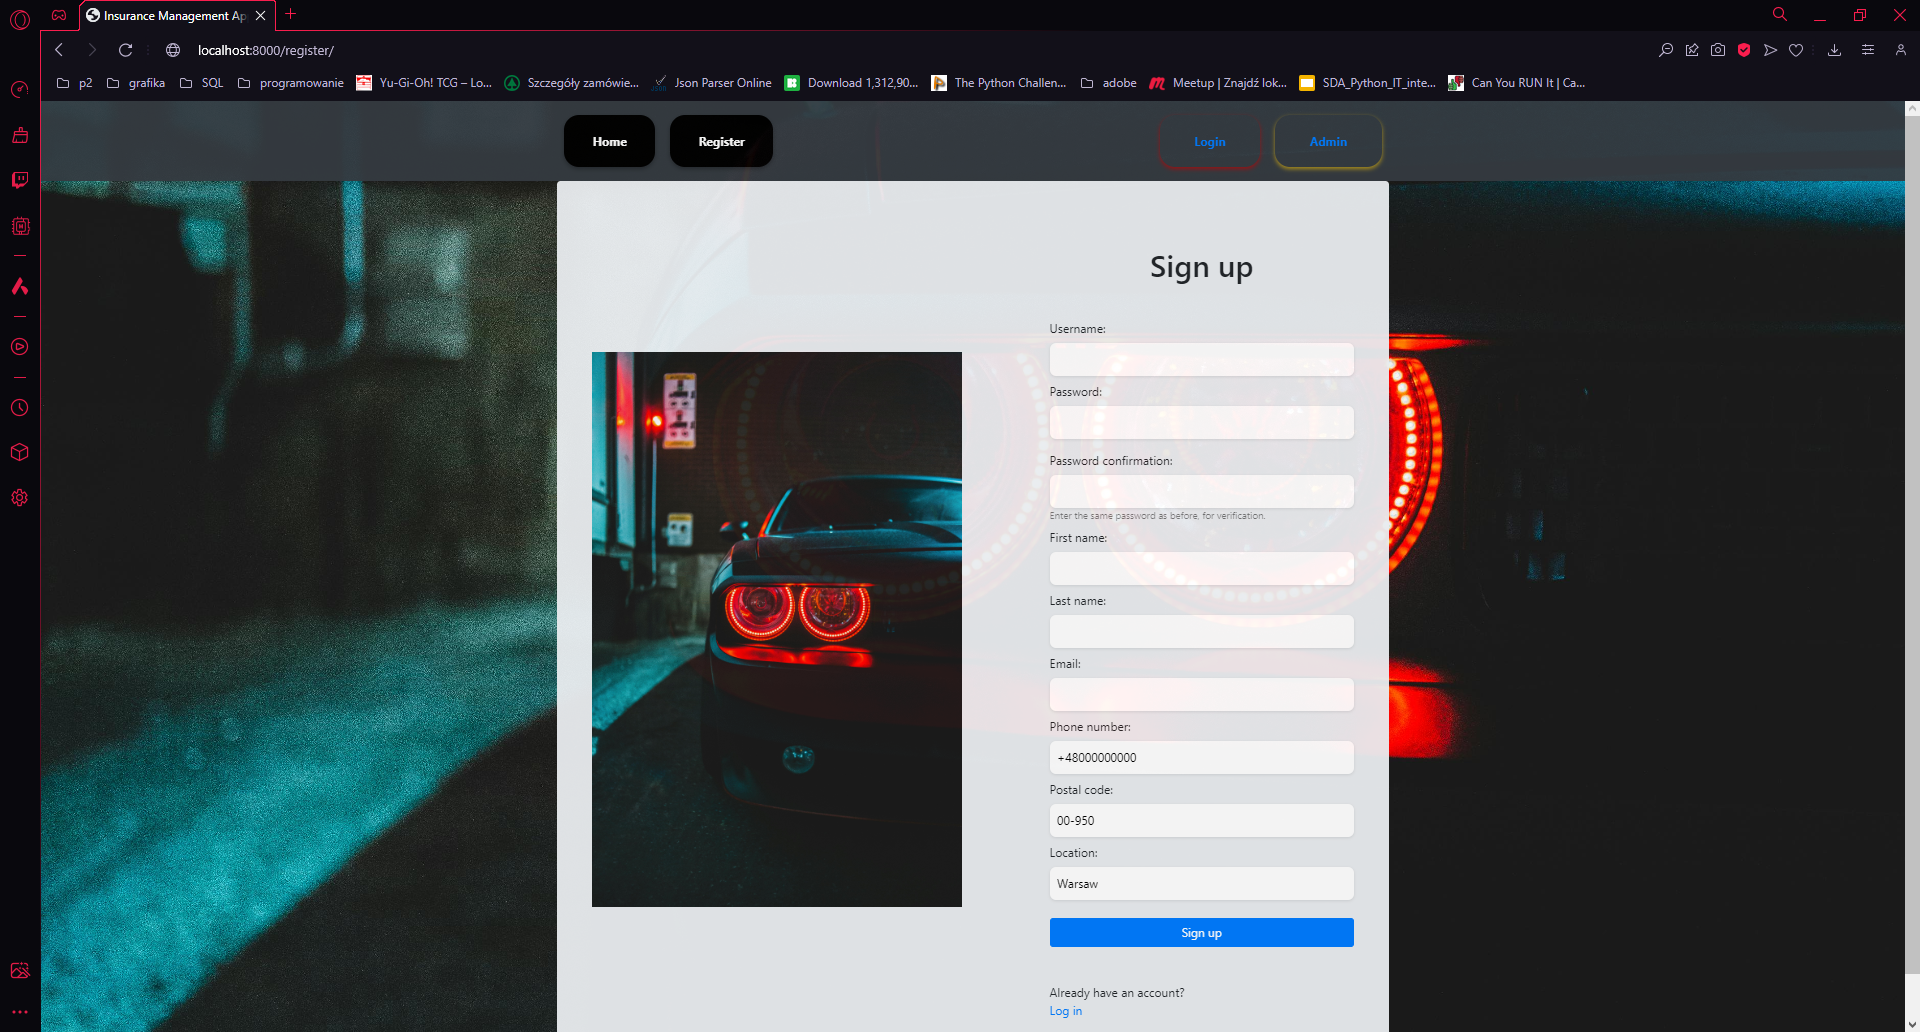 Insurance Management Ap
localhost:8000/register/
p2 grafika SQL programowanie Yu-Gi-Oh! TCG – Lo... Szczegóły zamówie... Json Parser Online Download 1,312,90... The Python Challen... adobe Meetup | Znajdź lok... SDA_Python_IT_inte... Can You RUN It | Ca...
Home Register Login Admin
Sign up
Username:
Password:
Password confirmation:
Enter the same password as before, for verification.
First name:
Last name:
Email:
Phone number:
+48000000000
Postal code:
00-950
Location:
Warsaw
Sign up
Already have an account?
Log in